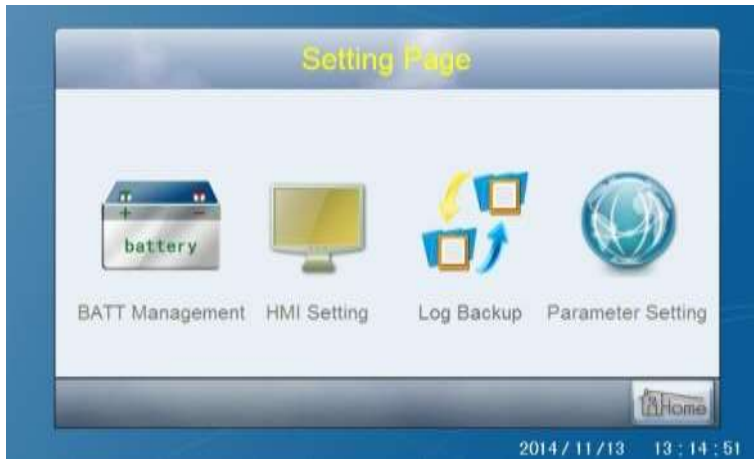 Setting Page
+ −
battery
BATT Management HMI Setting Log Backup Parameter Setting
Home
2014/11/13 13:14:51